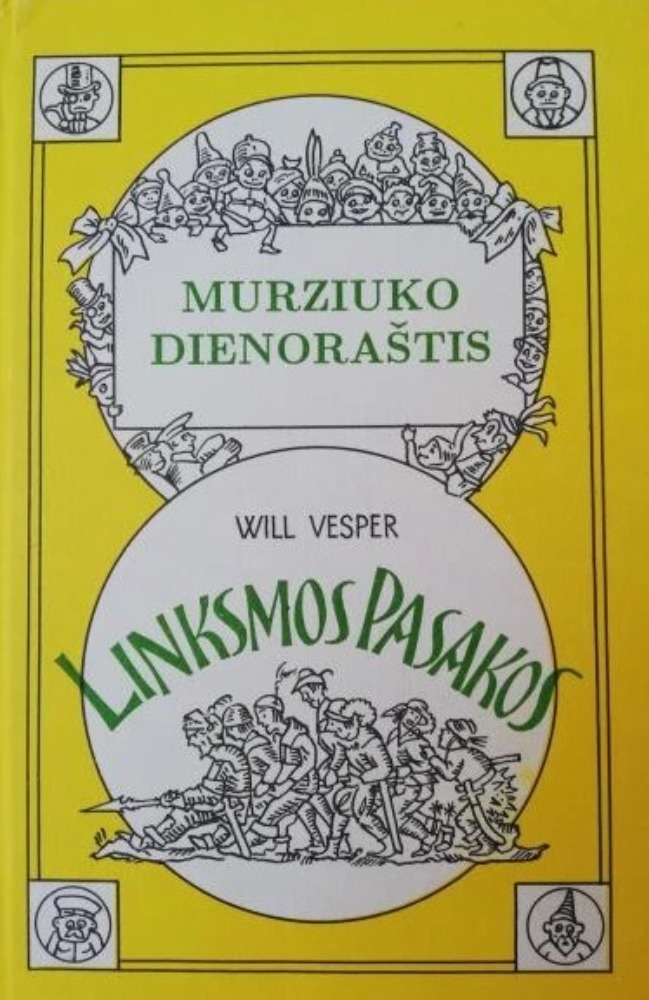 MURZIUKO
DIENORAŠTIS
WILL VESPER
LINKSMOS PASAKOS